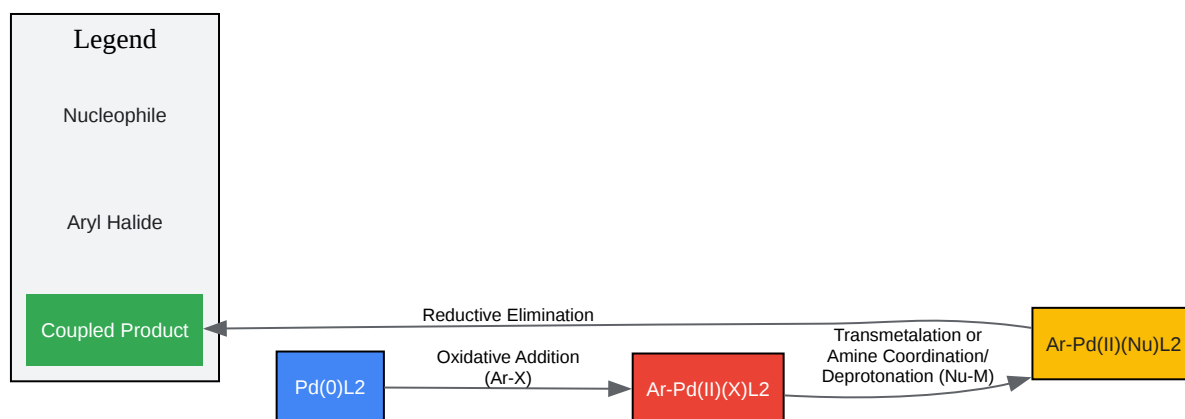 Legend
Nucleophile
Aryl Halide
Coupled Product
Reductive Elimination
Pd(0)L2
Oxidative Addition
(Ar-X)
Ar-Pd(II)(X)L2
Transmetalation or
Amine Coordination/
Deprotonation (Nu-M)
Ar-Pd(II)(Nu)L2